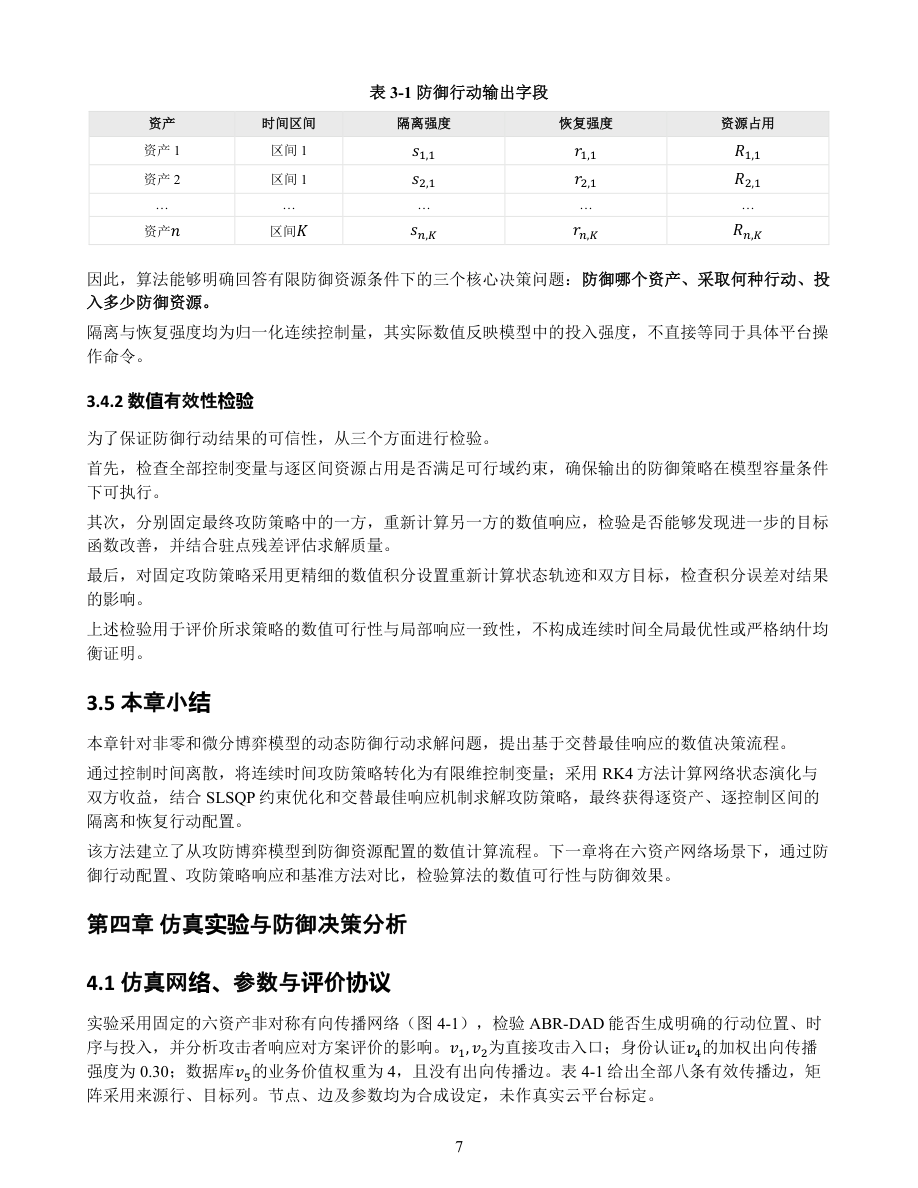 表 3-1 防御行动输出字段
资产 时间区间 隔离强度 恢复强度 资源占用
资产 1 区间 1 s1,1 r1,1 R1,1
资产 2 区间 1 s2,1 r2,1 R2,1
… … … … …
资产n 区间K sn,K rn,K Rn,K
因此，算法能够明确回答有限防御资源条件下的三个核心决策问题：防御哪个资产、采取何种行动、投
入多少防御资源。
隔离与恢复强度均为归一化连续控制量，其实际数值反映模型中的投入强度，不直接等同于具体平台操
作命令。
3.4.2 数值有效性检验
为了保证防御行动结果的可信性，从三个方面进行检验。
首先，检查全部控制变量与逐区间资源占用是否满足可行域约束，确保输出的防御策略在模型容量条件
下可执行。
其次，分别固定最终攻防策略中的一方，重新计算另一方的数值响应，检验是否能够发现进一步的目标
函数改善，并结合驻点残差评估求解质量。
最后，对固定攻防策略采用更精细的数值积分设置重新计算状态轨迹和双方目标，检查积分误差对结果
的影响。
上述检验用于评价所求策略的数值可行性与局部响应一致性，不构成连续时间全局最优性或严格纳什均
衡证明。
3.5 本章小结
本章针对非零和微分博弈模型的动态防御行动求解问题，提出基于交替最佳响应的数值决策流程。
通过控制时间离散，将连续时间攻防策略转化为有限维控制变量；采用 RK4 方法计算网络状态演化与
双方收益，结合 SLSQP 约束优化和交替最佳响应机制求解攻防策略，最终获得逐资产、逐控制区间的
隔离和恢复行动配置。
该方法建立了从攻防博弈模型到防御资源配置的数值计算流程。下一章将在六资产网络场景下，通过防
御行动配置、攻防策略响应和基准方法对比，检验算法的数值可行性与防御效果。
第四章 仿真实验与防御决策分析
4.1 仿真网络、参数与评价协议
实验采用固定的六资产非对称有向传播网络（图 4-1），检验 ABR-DAD 能否生成明确的行动位置、时
序与投入，并分析攻击者响应对方案评价的影响。v1, v2为直接攻击入口；身份认证v4的加权出向传播
强度为 0.30；数据库v5的业务价值权重为 4，且没有出向传播边。表 4-1 给出全部八条有效传播边，矩
阵采用来源行、目标列。节点、边及参数均为合成设定，未作真实云平台标定。
7